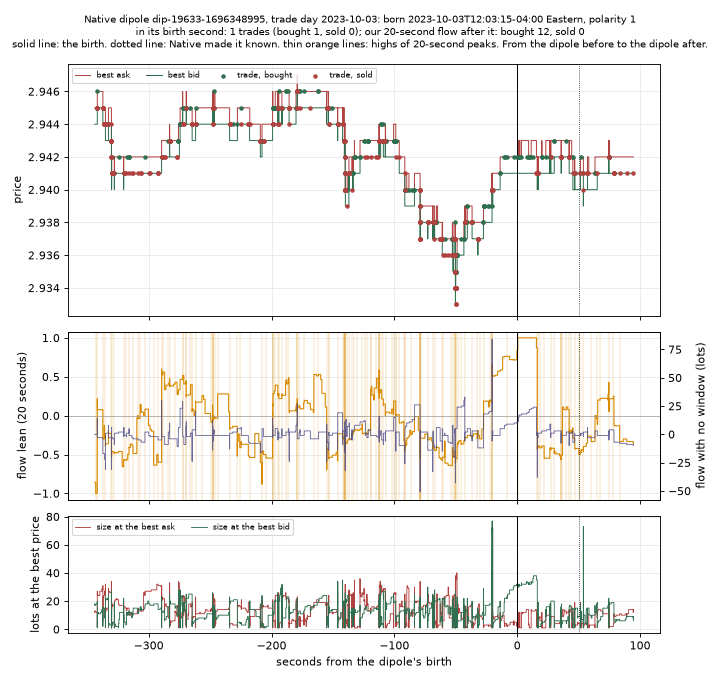 Native dipole dip-19633-1696348995, trade day 2023-10-03: born 2023-10-03T12:03:15-04:00 Eastern, polarity 1
in its birth second: 1 trades (bought 1, sold 0); our 20-second flow after it: bought 12, sold 0
solid line: the birth. dotted line: Native made it known. thin orange lines: highs of 20-second peaks. From the dipole before to the dipole after.
best ask best bid trade, bought trade, sold
2.946
2.944
2.942
2.940
2.938
2.936
2.934
price
1.0
0.5
0.0
−0.5
−1.0
flow lean (20 seconds)
75
50
25
0
−25
−50
flow with no window (lots)
size at the best ask size at the best bid
80
60
40
20
0
lots at the best price
−300 −200 −100 0 100
seconds from the dipole's birth